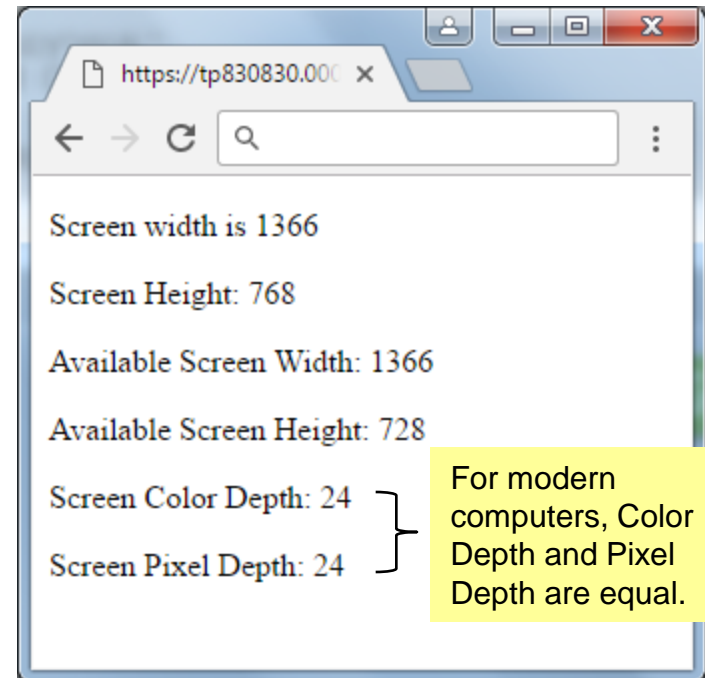 https://tp830830.000
Screen width is 1366
Screen Height: 768
Available Screen Width: 1366
Available Screen Height: 728
Screen Color Depth: 24
Screen Pixel Depth: 24
For modern
computers, Color
Depth and Pixel
Depth are equal.